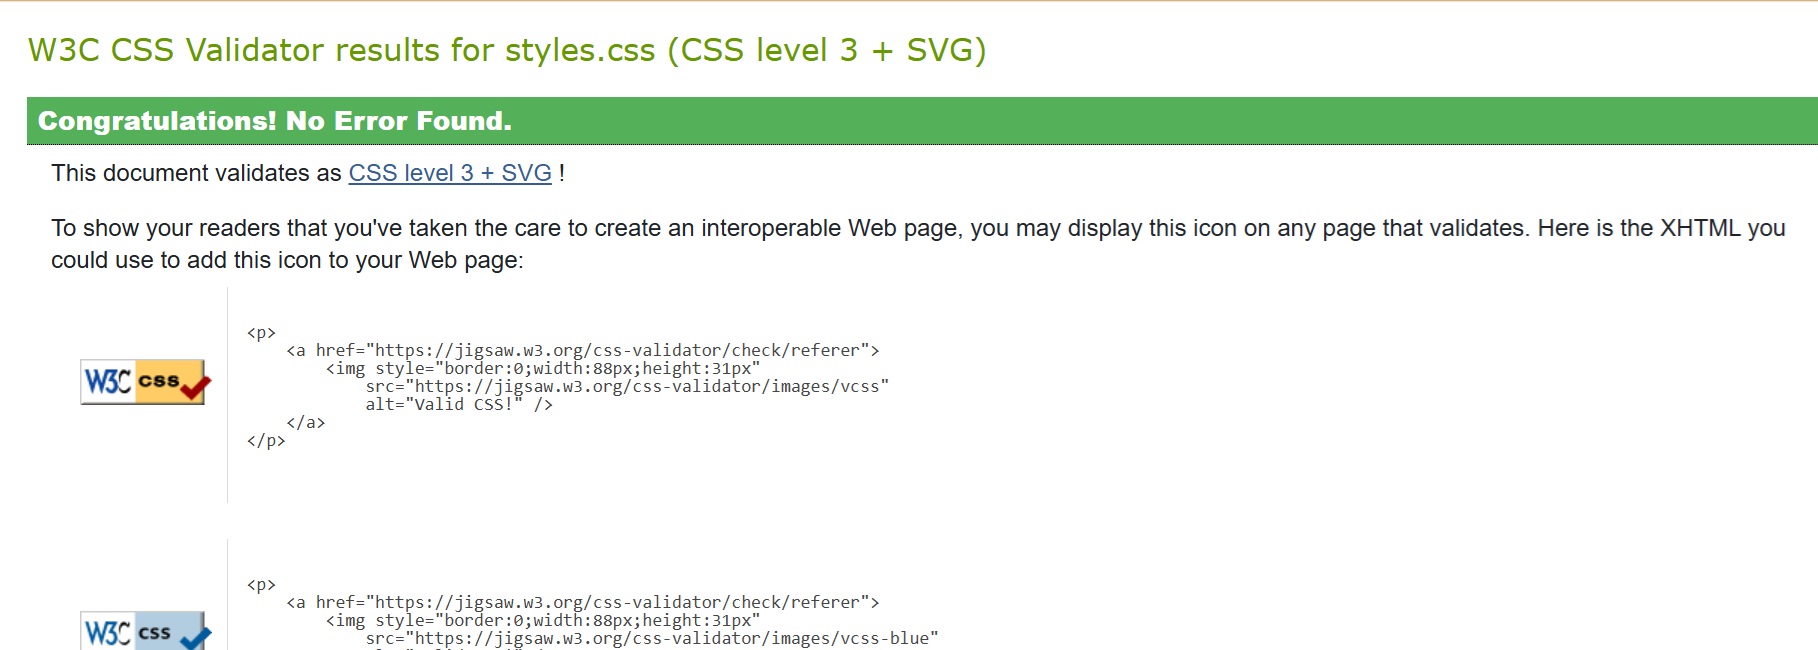 W3C CSS Validator results for styles.css (CSS level 3 + SVG)
Congratulations! No Error Found.
This document validates as CSS level 3 + SVG !
To show your readers that you've taken the care to create an interoperable Web page, you may display this icon on any page that validates. Here is the XHTML you
could use to add this icon to your Web page:
W3C css
<p>
<a href="https://jigsaw.w3.org/css-validator/check/referer">
<img style="border:0;width:88px;height:31px"
src="https://jigsaw.w3.org/css-validator/images/vcss"
alt="Valid CSS!" />
</a>
</p>
W3C css
<p>
<a href="https://jigsaw.w3.org/css-validator/check/referer">
<img style="border:0;width:88px;height:31px"
src="https://jigsaw.w3.org/css-validator/images/vcss-blue"